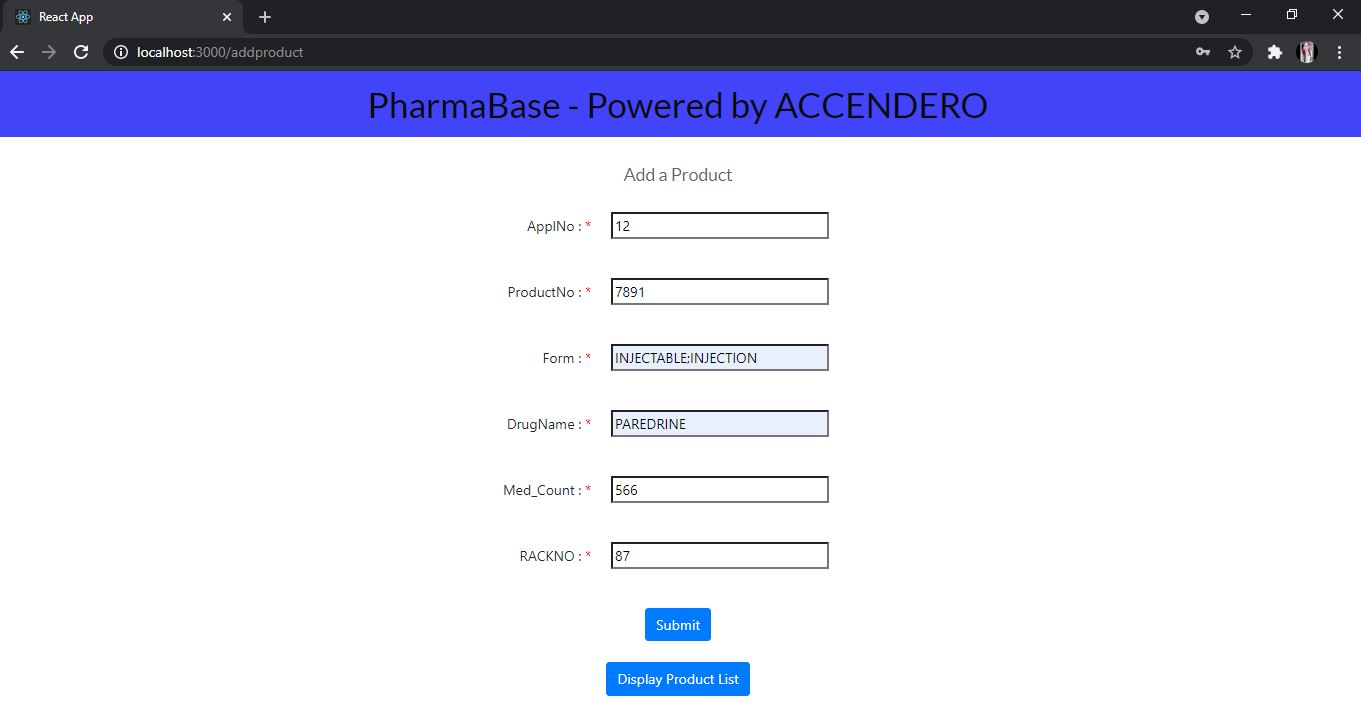 React App
localhost:3000/addproduct
PharmaBase - Powered by ACCENDERO
Add a Product
ApplNo : * 12
ProductNo : * 7891
Form : * INJECTABLE;INJECTION
DrugName : * PAREDRINE
Med_Count : * 566
RACKNO : * 87
Submit
Display Product List